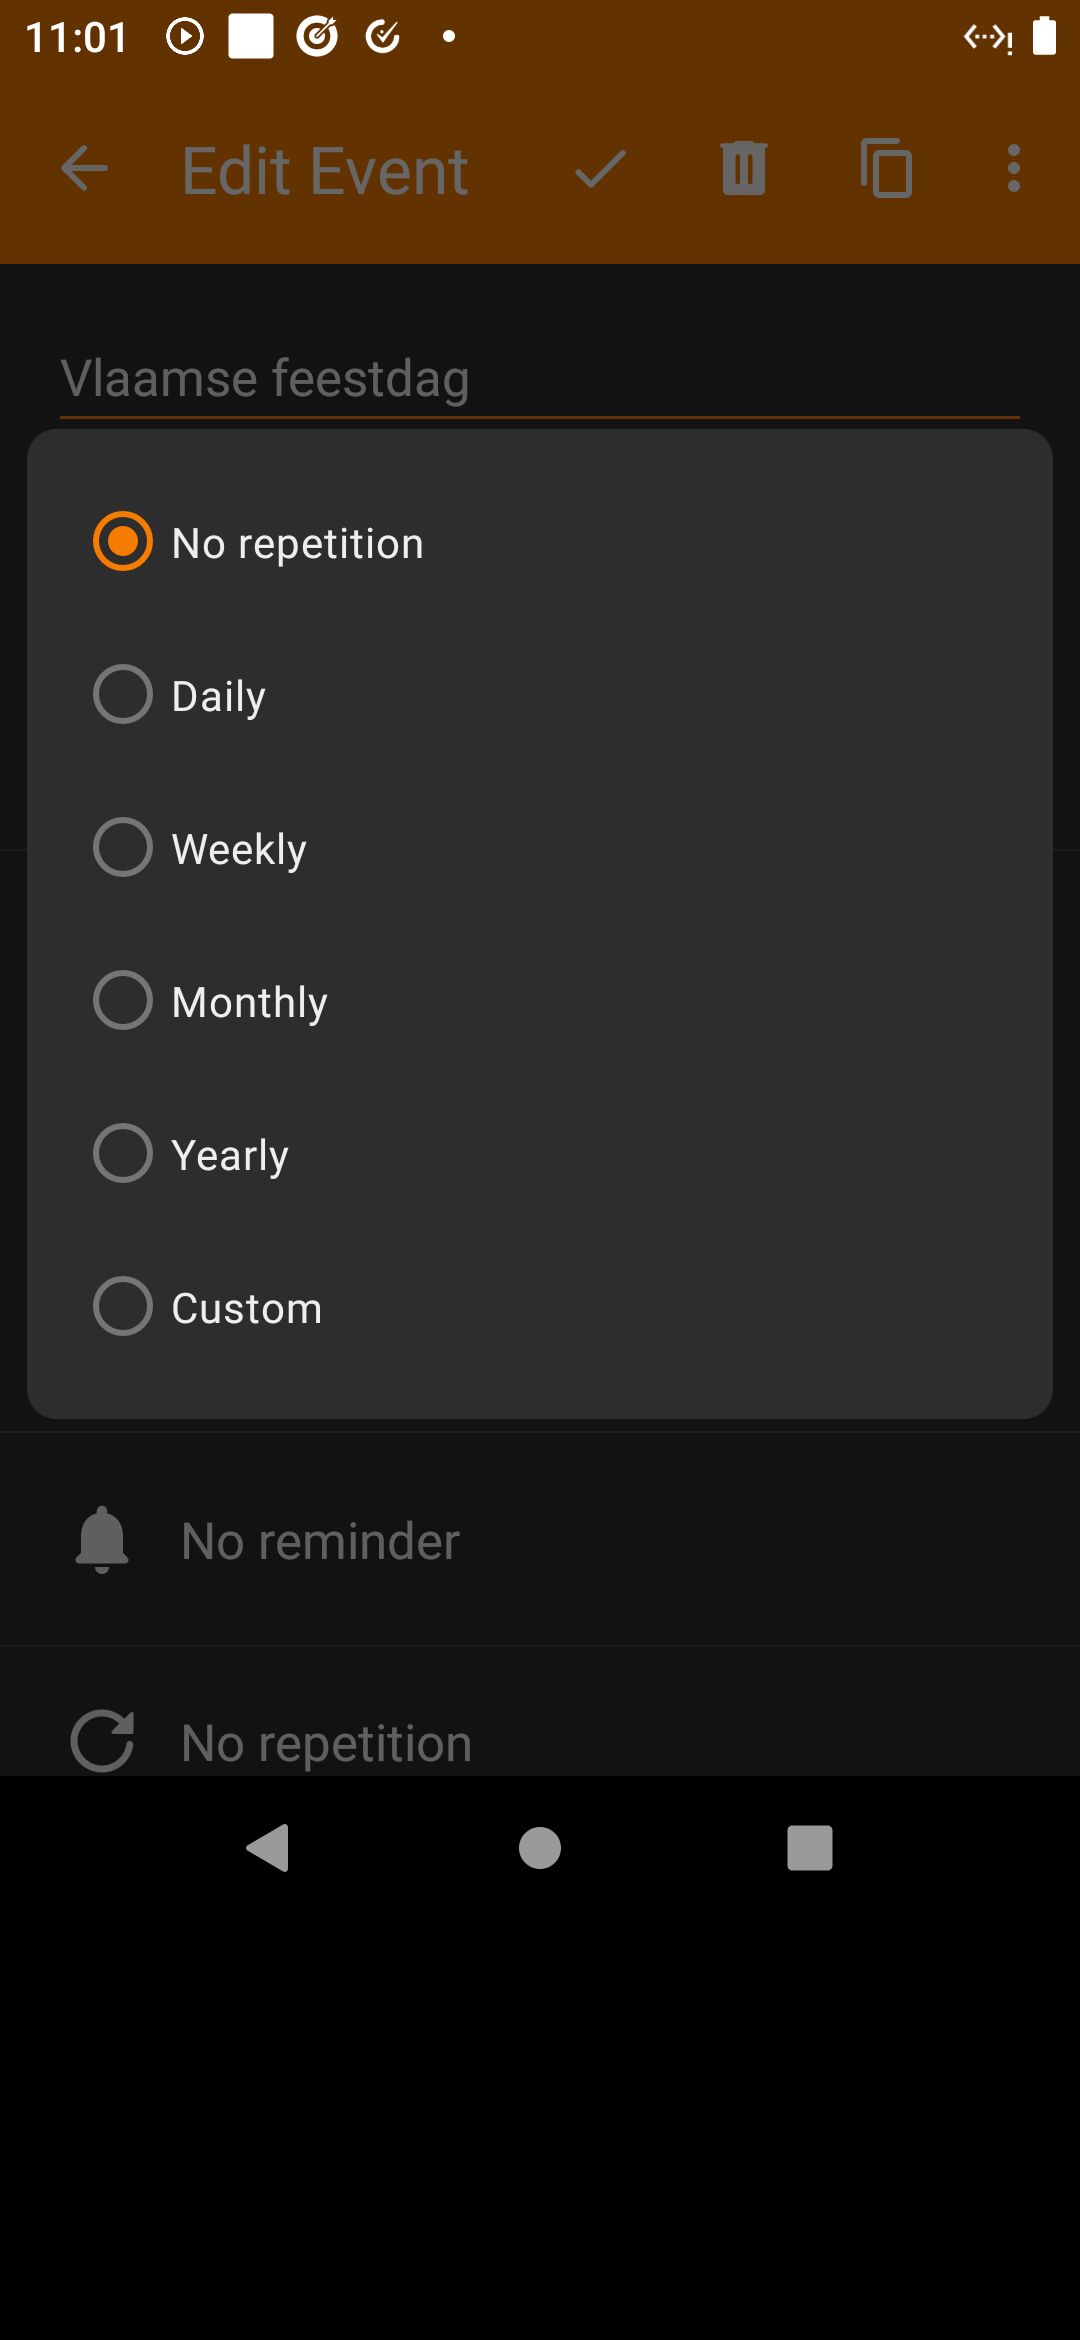 11:01
Edit Event
Vlaamse feestdag
No repetition
Daily
Weekly
Monthly
Yearly
Custom
No reminder
No repetition